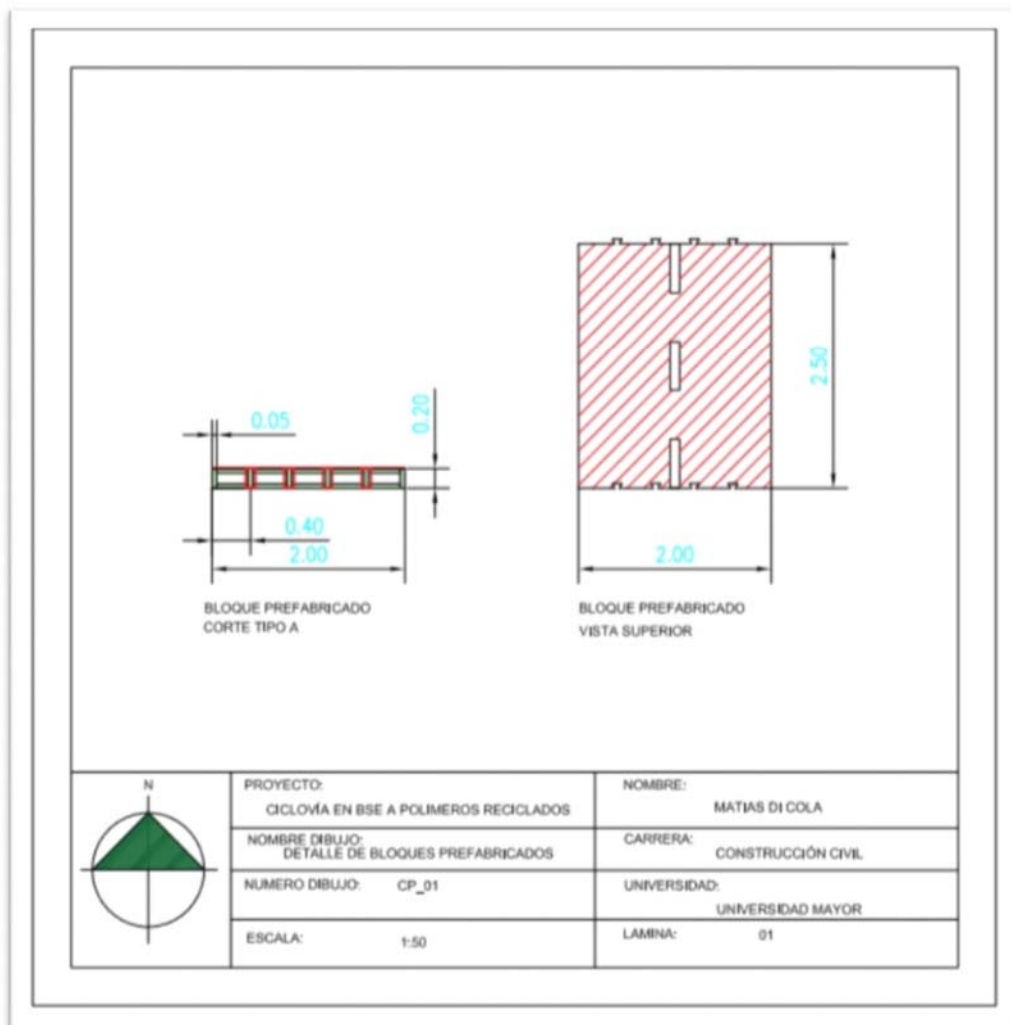 0.05
0.20
0.40
2.00
BLOQUE PREFABRICADO
CORTE TIPO A
2.50
2.00
BLOQUE PREFABRICADO
VISTA SUPERIOR
N
PROYECTO:
CICLOVÍA EN BSE A POLIMEROS RECICLADOS
NOMBRE:
MATIAS DI COLA
NOMBRE DIBUJO:
DETALLE DE BLOQUES PREFABRICADOS
CARRERA:
CONSTRUCCIÓN CIVIL
NUMERO DIBUJO: CP_01
UNIVERSIDAD:
UNIVERSIDAD MAYOR
ESCALA: 1:50
LAMINA: 01